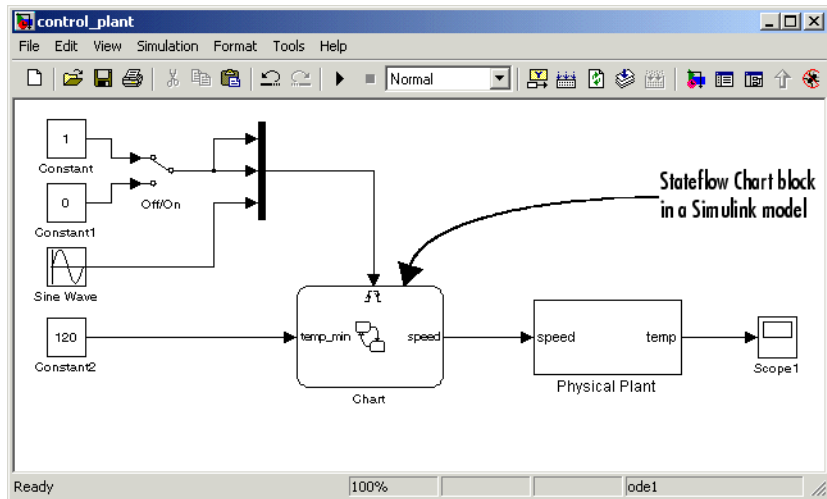 control_plant
File Edit View Simulation Format Tools Help
Normal
1
Constant
0
Constant1
Off/On
Sine Wave
120
Constant2
Stateflow Chart block
in a Simulink model
temp_min
speed
Chart
speed
temp
Physical Plant
Scope1
Ready
100%
ode1